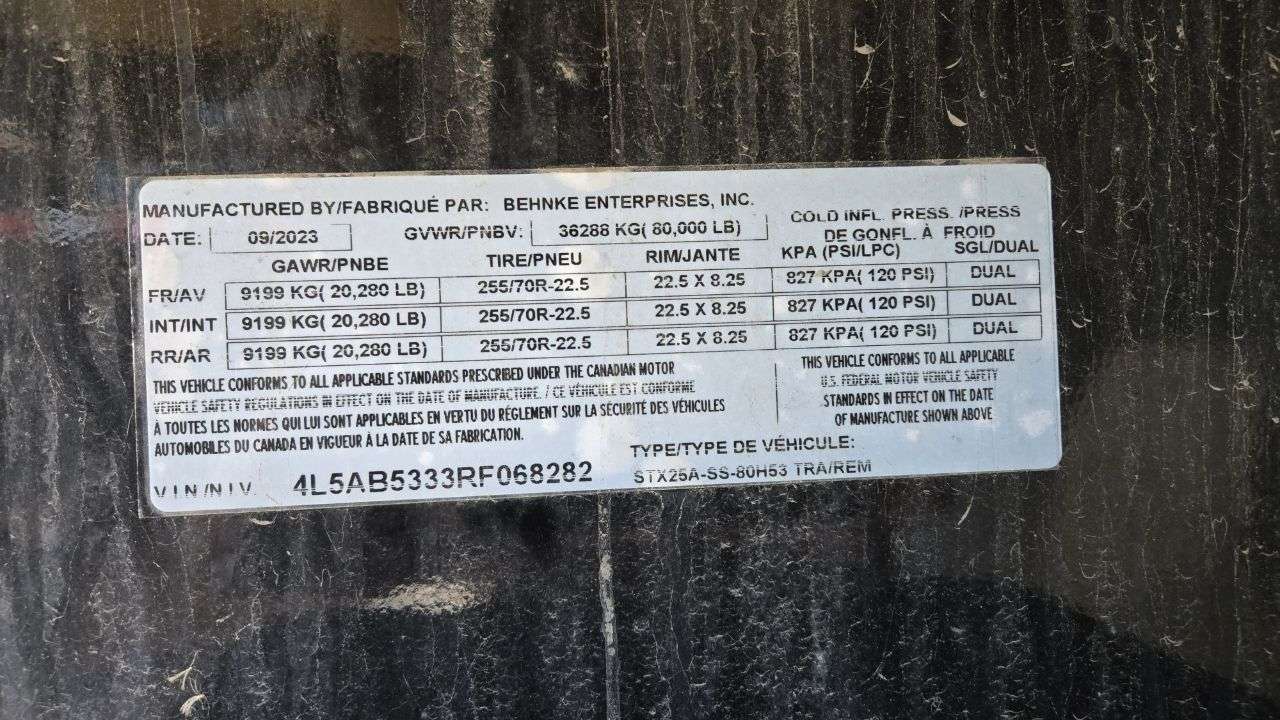 MANUFACTURED BY/FABRIQUÉ PAR: BEHNKE ENTERPRISES, INC.
DATE: 09/2023 GVWR/PNBV: 36288 KG( 80,000 LB) COLD INFL. PRESS. /PRESS
DE GONFL. À FROID
GAWR/PNBE TIRE/PNEU RIM/JANTE KPA (PSI/LPC) SGL/DUAL
FR/AV 9199 KG( 20,280 LB) 255/70R-22.5 22.5 X 8.25 827 KPA( 120 PSI) DUAL
INT/INT 9199 KG( 20,280 LB) 255/70R-22.5 22.5 X 8.25 827 KPA( 120 PSI) DUAL
RR/AR 9199 KG( 20,280 LB) 255/70R-22.5 22.5 X 8.25 827 KPA( 120 PSI) DUAL
THIS VEHICLE CONFORMS TO ALL APPLICABLE STANDARDS PRESCRIBED UNDER THE CANADIAN MOTOR
VEHICLE SAFETY REGULATIONS IN EFFECT ON THE DATE OF MANUFACTURE. / CE VÉHICULE EST CONFORME
À TOUTES LES NORMES QUI LUI SONT APPLICABLES EN VERTU DU RÈGLEMENT SUR LA SÉCURITÉ DES VÉHICULES
AUTOMOBILES DU CANADA EN VIGUEUR À LA DATE DE SA FABRICATION.
THIS VEHICLE CONFORMS TO ALL APPLICABLE
U.S. FEDERAL MOTOR VEHICLE SAFETY
STANDARDS IN EFFECT ON THE DATE
OF MANUFACTURE SHOWN ABOVE
V I N /N I V. 4L5AB5333RF068282
TYPE/TYPE DE VÉHICULE:
STX25A-SS-80H53 TRA/REM